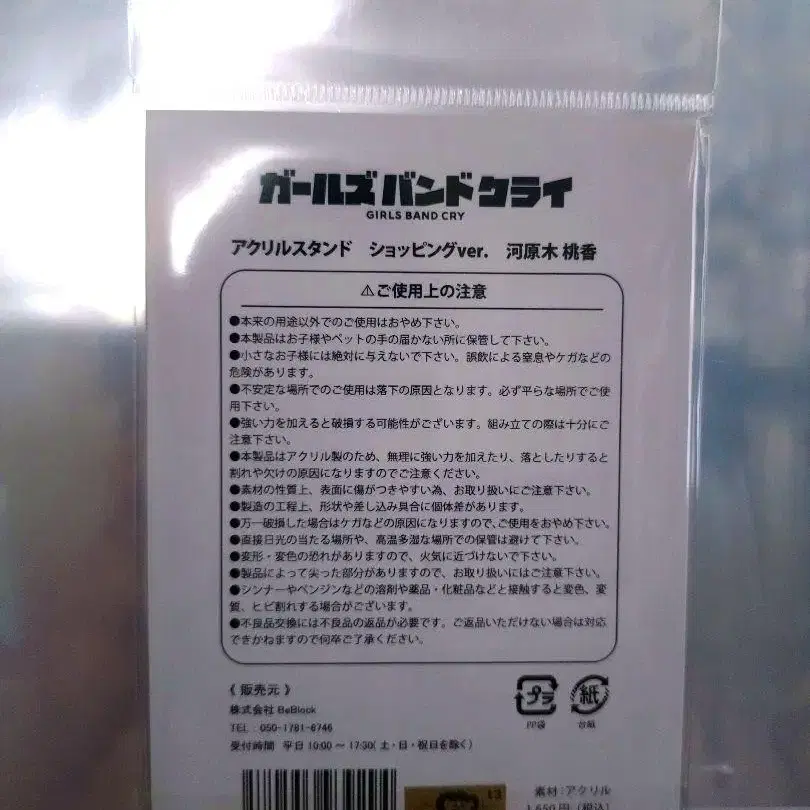 ガールズバンドクライ
GIRLS BAND CRY
アクリルスタンド ショッピングver. 河原木 桃香
⚠ご使用上の注意
●本来の用途以外でのご使用はおやめ下さい。
●本製品はお子様やペットの手の届かない所に保管して下さい。
●小さなお子様には絶対に与えないで下さい。誤飲による窒息やケガなどの
危険があります。
●不安定な場所でのご使用は落下の原因となります。必ず平らな場所でご使
用下さい。
●強い力を加えると破損する可能性がございます。組み立ての際は十分にご
注意下さい。
●本製品はアクリル製のため、無理に強い力を加えたり、落としたりすると
割れや欠けの原因になりますのでご注意ください。
●素材の性質上、表面に傷がつきやすい為、お取り扱いにご注意下さい。
●製造の工程上、形状や差し込み具合に個体差があります。
●万一破損した場合はケガなどの原因になりますので、ご使用をおやめ下さい。
●直接日光の当たる場所や、高温多湿な場所での保管は避けて下さい。
●変形・変色の恐れがありますので、火気に近づけないで下さい。
●製品によって尖った部分がありますので、お取り扱いにはご注意下さい。
●シンナーやベンジンなどの溶剤や薬品・化粧品などと接触すると変色、変
質、ヒビ割れする場合がございます。
●不良品交換には不良品の返品が必要です。ご返品いただけない場合は対応
できかねますので何卒ご了承ください。
《 販売元 》
株式会社 BeBlock
TEL : 050-1781-8746
受付時間 平日 10:00 ～ 17:30( 土・日・祝日を除く )
プラ
PP袋
紙
台紙
13
素材 : アクリル
1,650円 (税込)